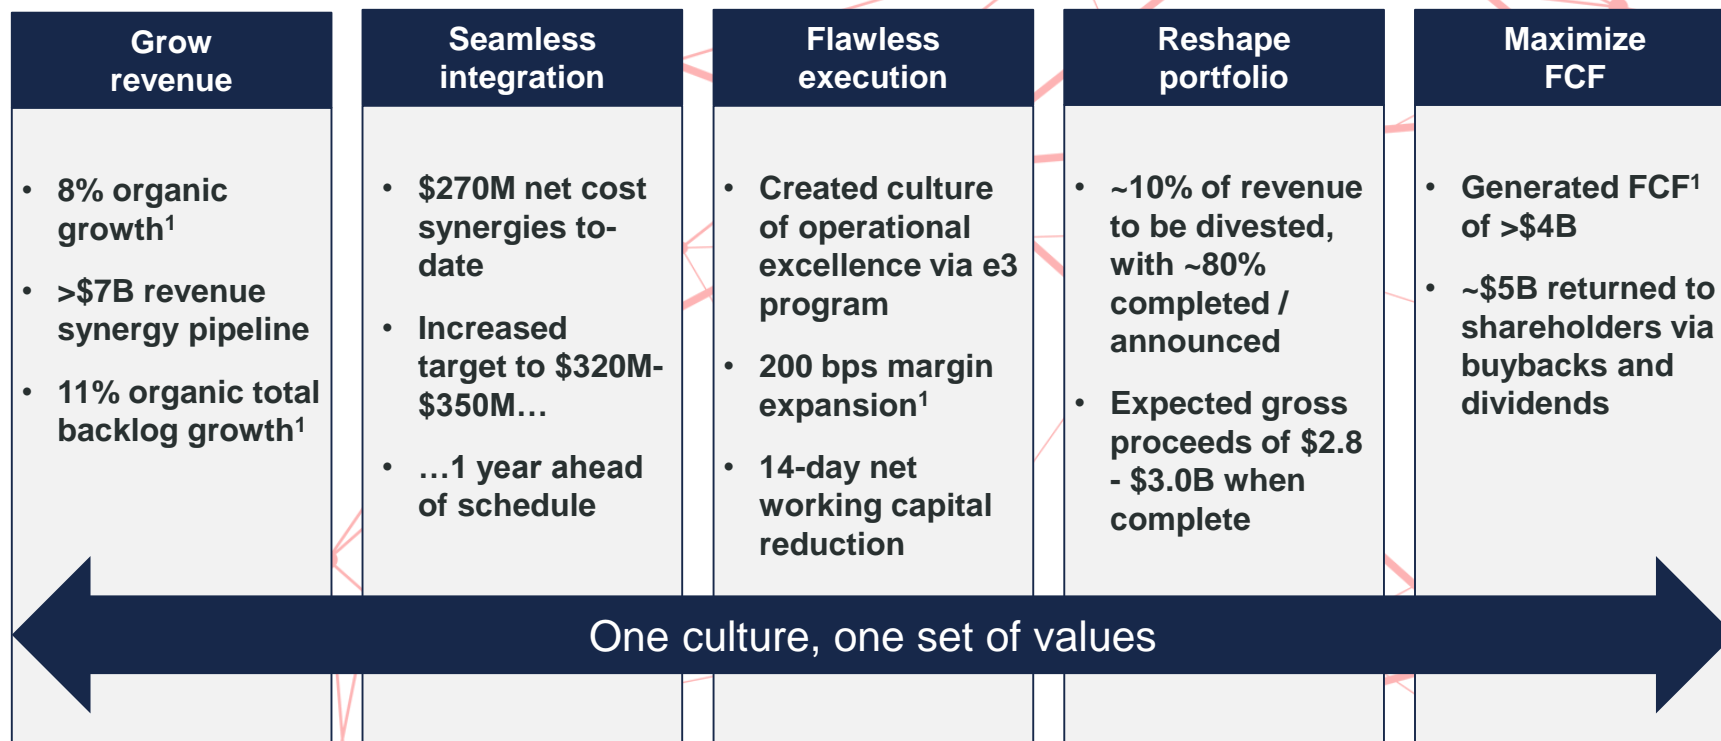 Grow
revenue
• 8% organic
growth¹
• >$7B revenue
synergy pipeline
• 11% organic total
backlog growth¹
Seamless
integration
• $270M net cost
synergies to-
date
• Increased
target to $320M-
$350M…
• …1 year ahead
of schedule
Flawless
execution
• Created culture
of operational
excellence via e3
program
• 200 bps margin
expansion¹
• 14-day net
working capital
reduction
Reshape
portfolio
• ~10% of revenue
to be divested,
with ~80%
completed /
announced
• Expected gross
proceeds of $2.8
- $3.0B when
complete
Maximize
FCF
• Generated FCF¹
of >$4B
• ~$5B returned to
shareholders via
buybacks and
dividends
One culture, one set of values